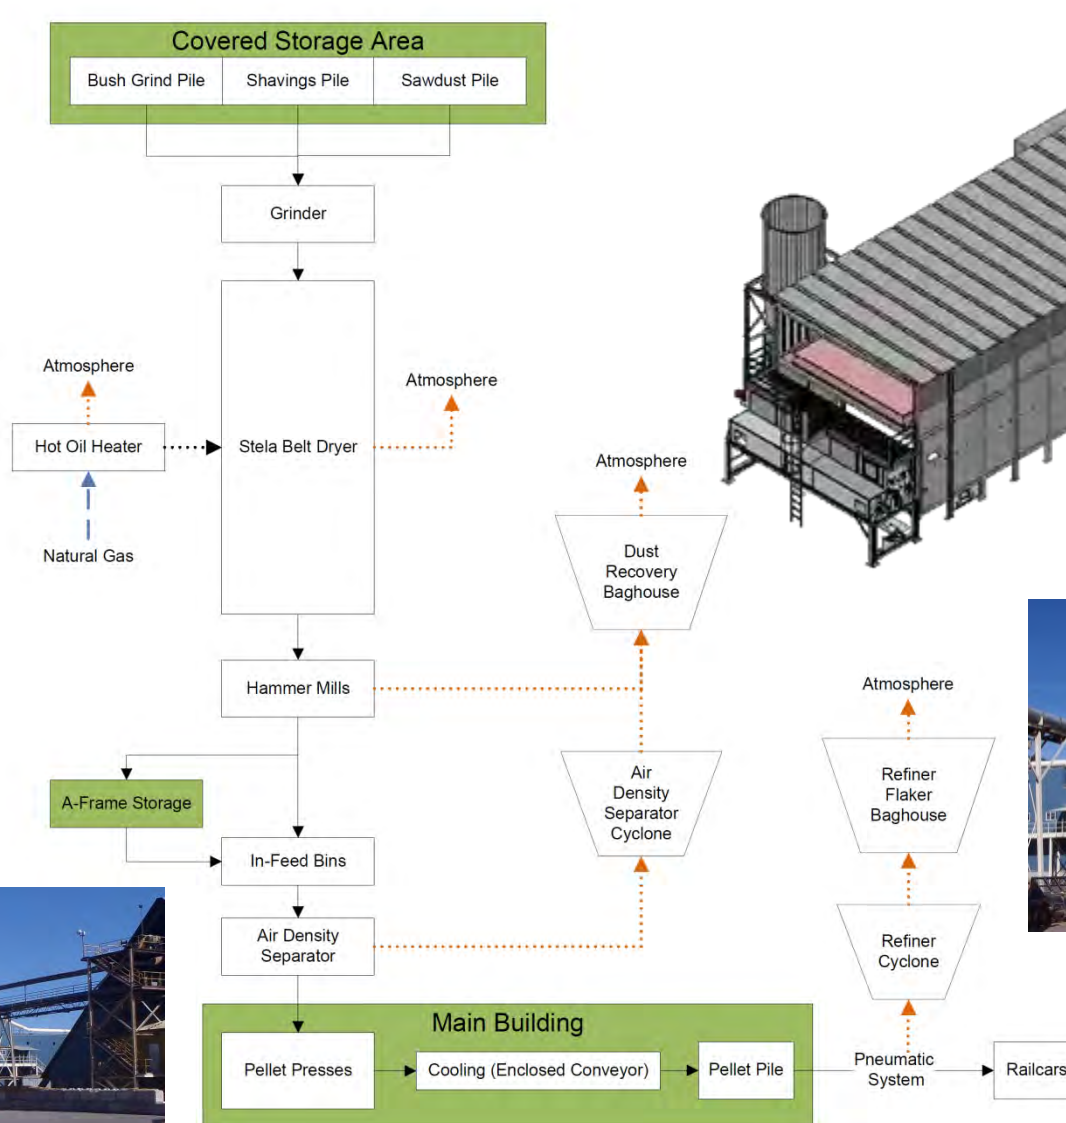 Covered Storage Area
Bush Grind Pile
Shavings Pile
Sawdust Pile
Grinder
Atmosphere
Atmosphere
Hot Oil Heater
Stela Belt Dryer
Natural Gas
Atmosphere
Dust
Recovery
Baghouse
Hammer Mills
Atmosphere
A-Frame Storage
Air
Density
Separator
Cyclone
Refiner
Flaker
Baghouse
In-Feed Bins
Air Density
Separator
Refiner
Cyclone
Main Building
Pellet Presses
Cooling (Enclosed Conveyor)
Pellet Pile
Pneumatic
System
Railcars